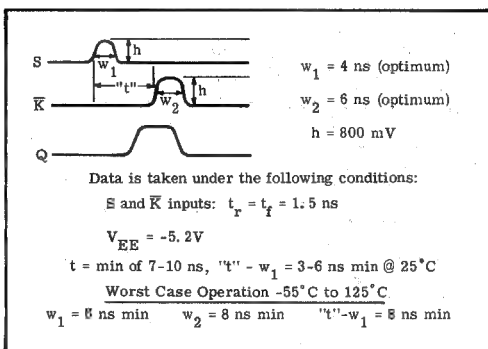 S
h
w1
"t"
K̅
w2
h
Q
w1 = 4 ns (optimum)
w2 = 6 ns (optimum)
h = 800 mV
Data is taken under the following conditions:
S and K̅ inputs: tr = tf = 1.5 ns
VEE = -5.2V
t = min of 7-10 ns, "t" - w1 = 3-6 ns min @ 25°C
Worst Case Operation -55°C to 125°C
w1 = ns min w2 = 8 ns min "t"-w1 = ns min